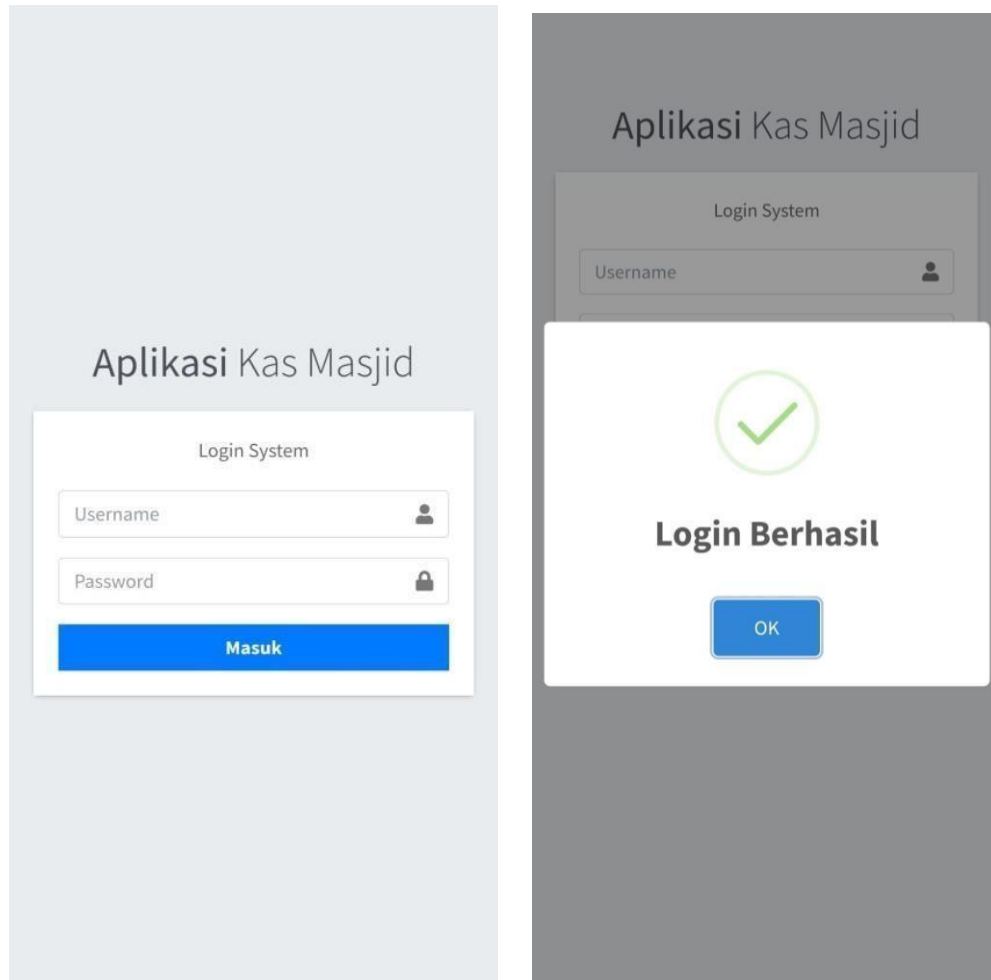 Aplikasi Kas Masjid
Login System
Username
Password
Masuk
Aplikasi Kas Masjid
Login System
Username
Login Berhasil
OK